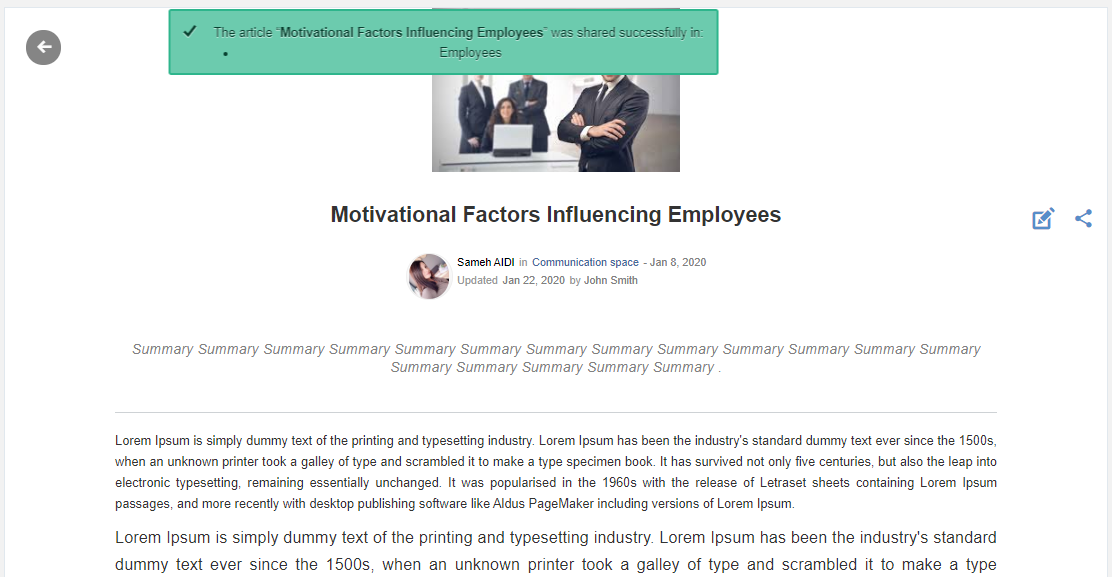 The article “Motivational Factors Influencing Employees” was shared successfully in:
• Employees
Motivational Factors Influencing Employees
Sameh AIDI in Communication space - Jan 8, 2020
Updated Jan 22, 2020 by John Smith
Summary Summary Summary Summary Summary Summary Summary Summary Summary Summary Summary Summary Summary
Summary Summary Summary Summary Summary .
Lorem Ipsum is simply dummy text of the printing and typesetting industry. Lorem Ipsum has been the industry's standard dummy text ever since the 1500s,
when an unknown printer took a galley of type and scrambled it to make a type specimen book. It has survived not only five centuries, but also the leap into
electronic typesetting, remaining essentially unchanged. It was popularised in the 1960s with the release of Letraset sheets containing Lorem Ipsum
passages, and more recently with desktop publishing software like Aldus PageMaker including versions of Lorem Ipsum.
Lorem Ipsum is simply dummy text of the printing and typesetting industry. Lorem Ipsum has been the industry's standard
dummy text ever since the 1500s, when an unknown printer took a galley of type and scrambled it to make a type